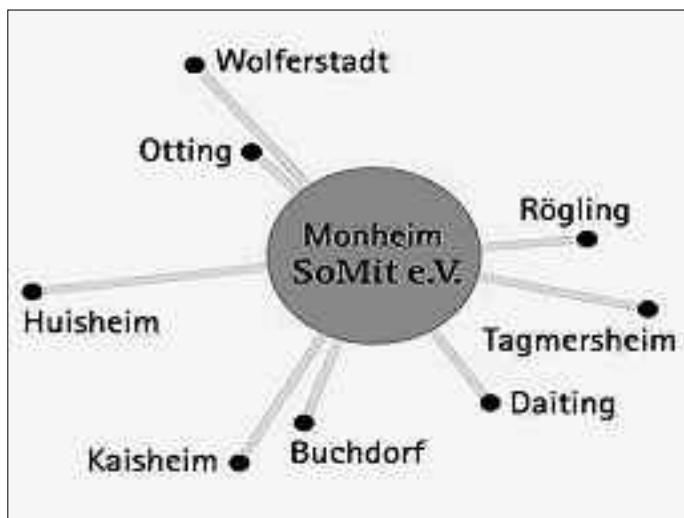 Wolferstadt
Otting
Rögling
Monheim
SoMit e.V.
Huisheim
Tagmersheim
Daiting
Buchdorf
Kaisheim